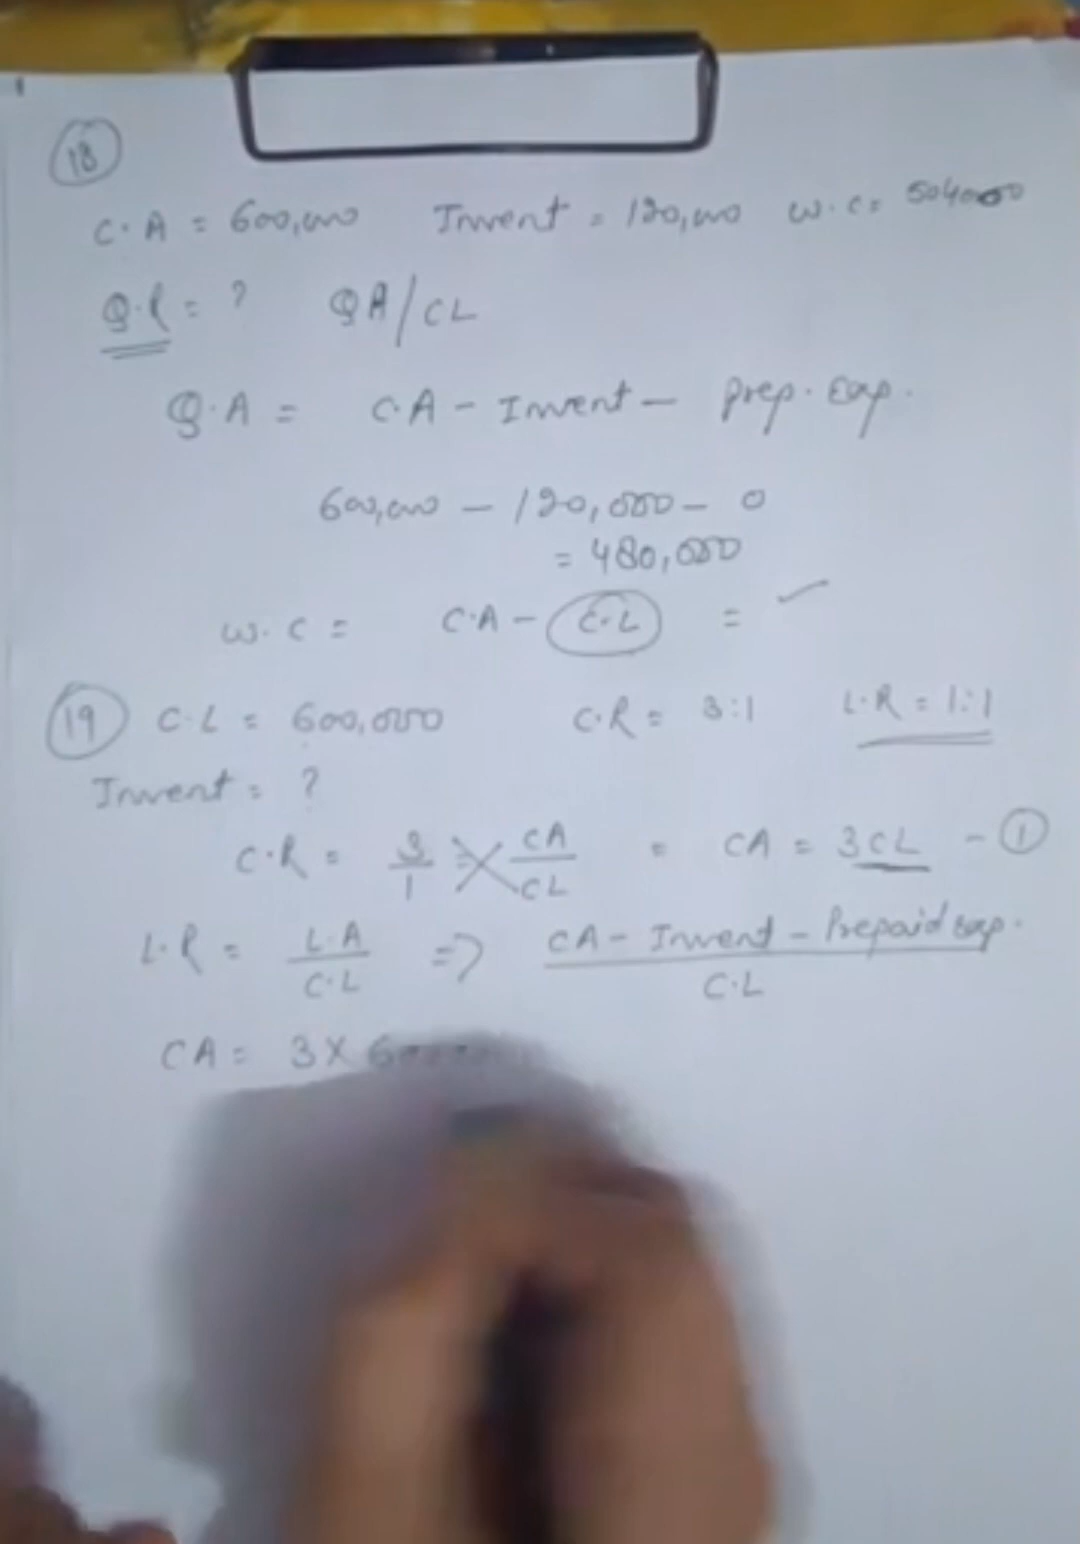 18
C.A = 600,000 Invent = 120,000 W.C = 504000
Q.R = ? QA/CL
Q.A = C.A - Invent - Prep. Exp.
600,000 - 120,000 - 0
= 480,000
W.C = C.A - C.L =
19 C.L = 600,000 C.R = 3:1 L.R = 1:1
Invent = ?
C.R = 3/1 = CA/CL = CA = 3CL - 1
L.R = L.A/C.L => CA - Invent - Prepaid exp./C.L
CA = 3 X